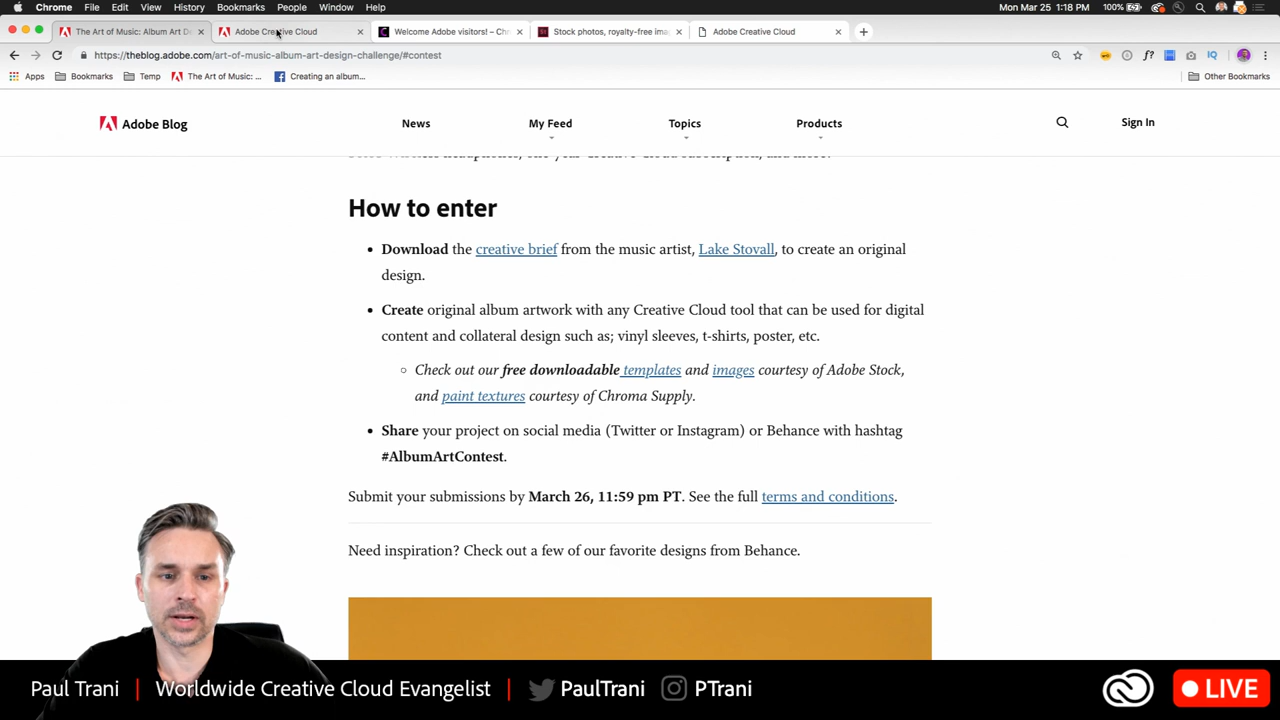 Chrome File Edit View History Bookmarks People Window Help 100% Mon Mar 25 1:18 PM
The Art of Music: Album Art De Adobe Creative Cloud Welcome Adobe visitors! – Chr Stock photos, royalty-free ima Adobe Creative Cloud
https://theblog.adobe.com/art-of-music-album-art-design-challenge/#contest
Apps Bookmarks Temp The Art of Music: ... Creating an album... Other Bookmarks
Adobe Blog News My Feed Topics Products Sign In
How to enter
• Download the creative brief from the music artist, Lake Stovall, to create an original
design.
• Create original album artwork with any Creative Cloud tool that can be used for digital
content and collateral design such as; vinyl sleeves, t-shirts, poster, etc.
◦ Check out our free downloadable templates and images courtesy of Adobe Stock,
and paint textures courtesy of Chroma Supply.
• Share your project on social media (Twitter or Instagram) or Behance with hashtag
#AlbumArtContest.
Submit your submissions by March 26, 11:59 pm PT. See the full terms and conditions.
Need inspiration? Check out a few of our favorite designs from Behance.
Paul Trani | Worldwide Creative Cloud Evangelist | PaulTrani PTrani LIVE